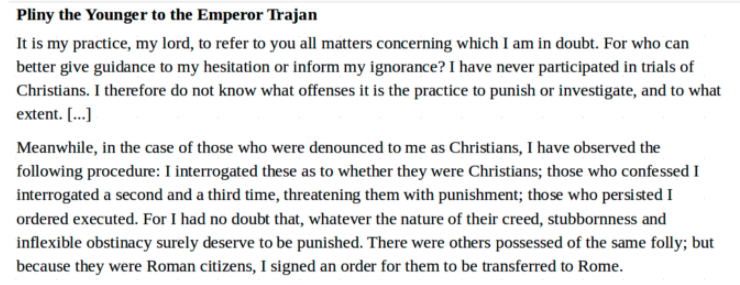 Pliny the Younger to the Emperor Trajan
It is my practice, my lord, to refer to you all matters concerning which I am in doubt. For who can
better give guidance to my hesitation or inform my ignorance? I have never participated in trials of
Christians. I therefore do not know what offenses it is the practice to punish or investigate, and to what
extent. [...]
Meanwhile, in the case of those who were denounced to me as Christians, I have observed the
following procedure: I interrogated these as to whether they were Christians; those who confessed I
interrogated a second and a third time, threatening them with punishment; those who persisted I
ordered executed. For I had no doubt that, whatever the nature of their creed, stubbornness and
inflexible obstinacy surely deserve to be punished. There were others possessed of the same folly; but
because they were Roman citizens, I signed an order for them to be transferred to Rome.